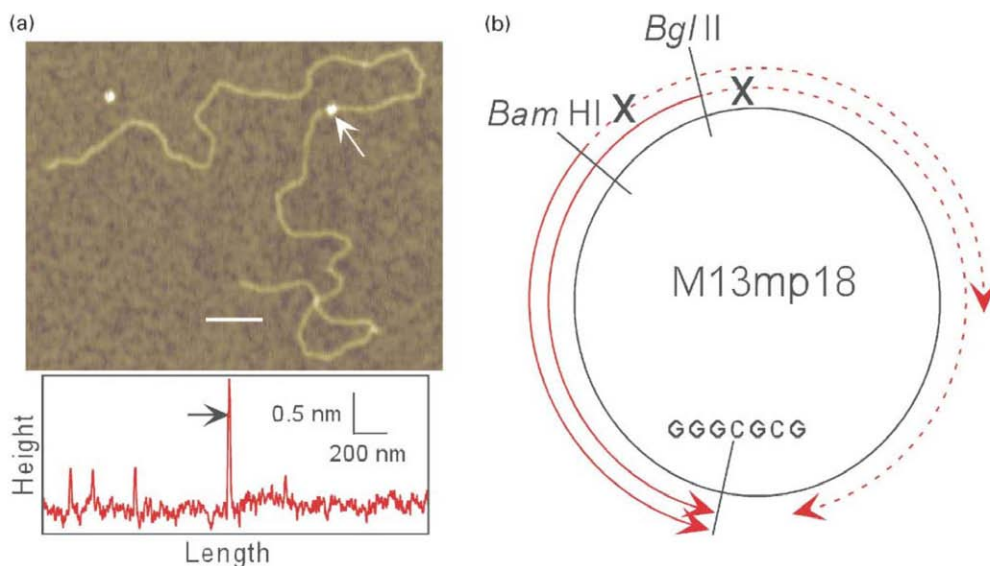 (a)
0.5 nm
200 nm
Height
Length
(b)
Bgl II
X
X
Bam HI
M13mp18
GGGCGCG